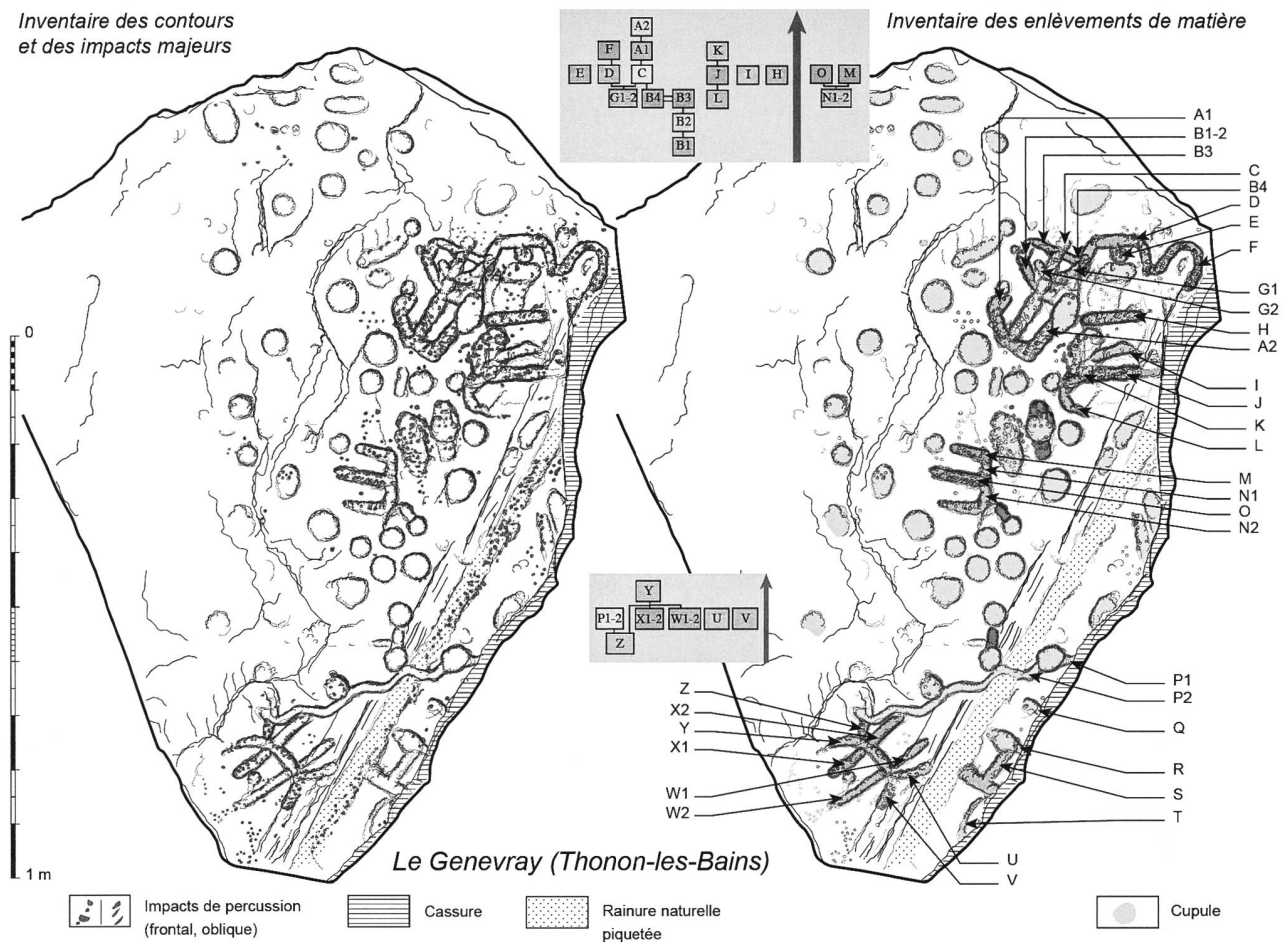 Inventaire des contours
et des impacts majeurs
Inventaire des enlèvements de matière
A2
F A1 K
E D C J I H O M
G1-2 B4 B3 L N1-2
B2
B1
A1
B1-2
B3
C
B4
D
E
F
G1
G2
H
A2
I
J
K
L
M
N1
O
N2
0
Y
P1-2 X1-2 W1-2 U V
Z
P1
P2
Q
R
S
T
Z
X2
Y
X1
W1
W2
U
V
Le Genevray (Thonon-les-Bains)
1 m
Impacts de percussion
(frontal, oblique)
Cassure
Rainure naturelle
piquetée
Cupule